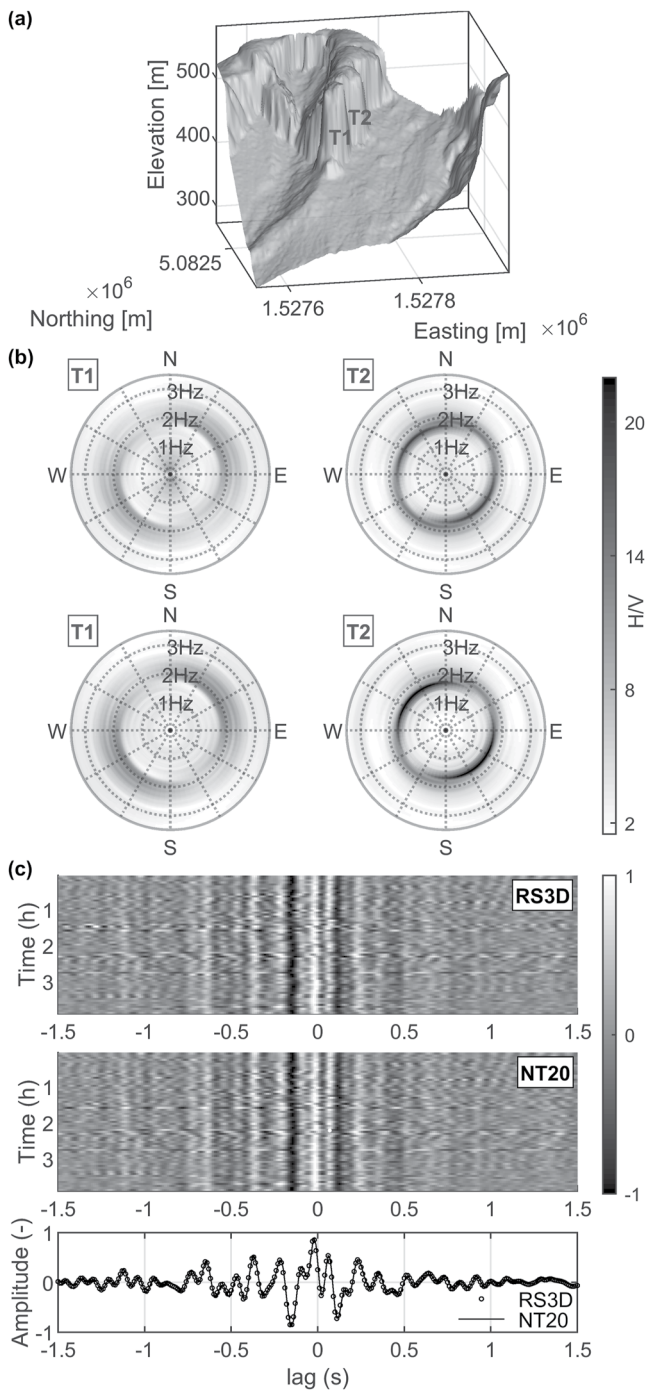 (a)
Elevation [m]
500
400
300
T2
T1
5.0825
×10⁶
Northing [m]
1.5276
1.5278
Easting [m] ×10⁶
(b)
T1
N
3Hz
2Hz
1Hz
W
E
S
T2
N
3Hz
2Hz
1Hz
W
E
S
T1
N
3Hz
2Hz
1Hz
W
E
S
T2
N
3Hz
2Hz
1Hz
W
E
S
20
14
8
2
H/V
(c)
RS3D
Time (h)
1
2
3
-1.5 -1 -0.5 0 0.5 1 1.5
NT20
Time (h)
1
2
3
-1.5 -1 -0.5 0 0.5 1 1.5
1
0
-1
Amplitude (-)
1
0
-1
RS3D
NT20
-1.5 -1 -0.5 0 0.5 1 1.5
lag (s)